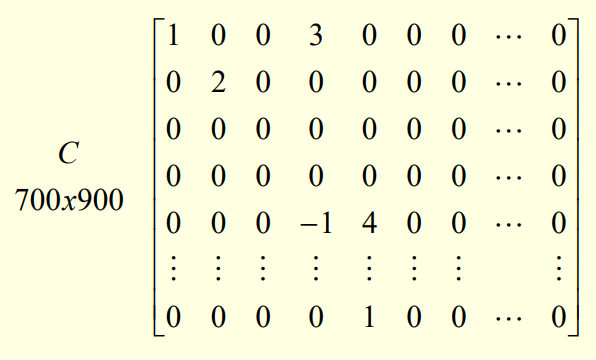 1 0 0 3 0 0 0 ⋯ 0
0 2 0 0 0 0 0 ⋯ 0
0 0 0 0 0 0 0 ⋯ 0
C
0 0 0 0 0 0 0 ⋯ 0
700x900
0 0 0 −1 4 0 0 ⋯ 0
⋮ ⋮ ⋮ ⋮ ⋮ ⋮ ⋮ ⋮
0 0 0 0 1 0 0 ⋯ 0